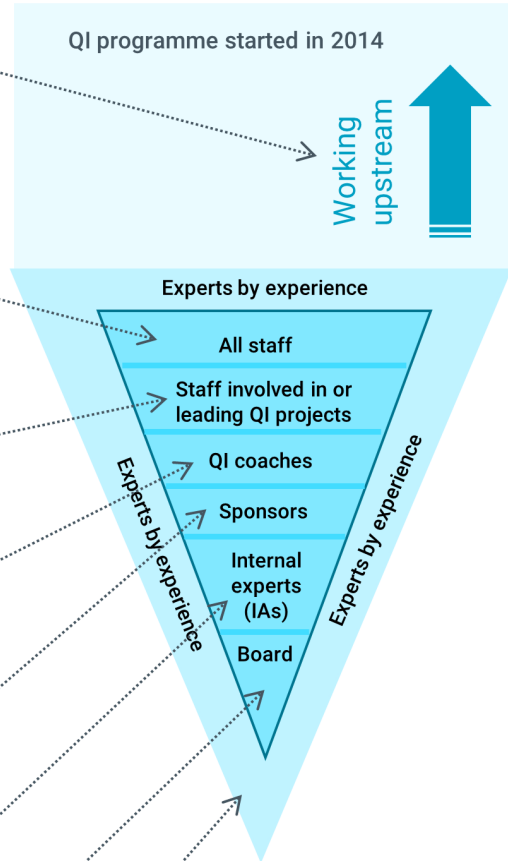 QI programme started in 2014
Working
upstream
Experts by experience
All staff
Staff involved in or
leading QI projects
QI coaches
Sponsors
Internal
experts
(IAs)
Board
Experts by experience
Experts by experience